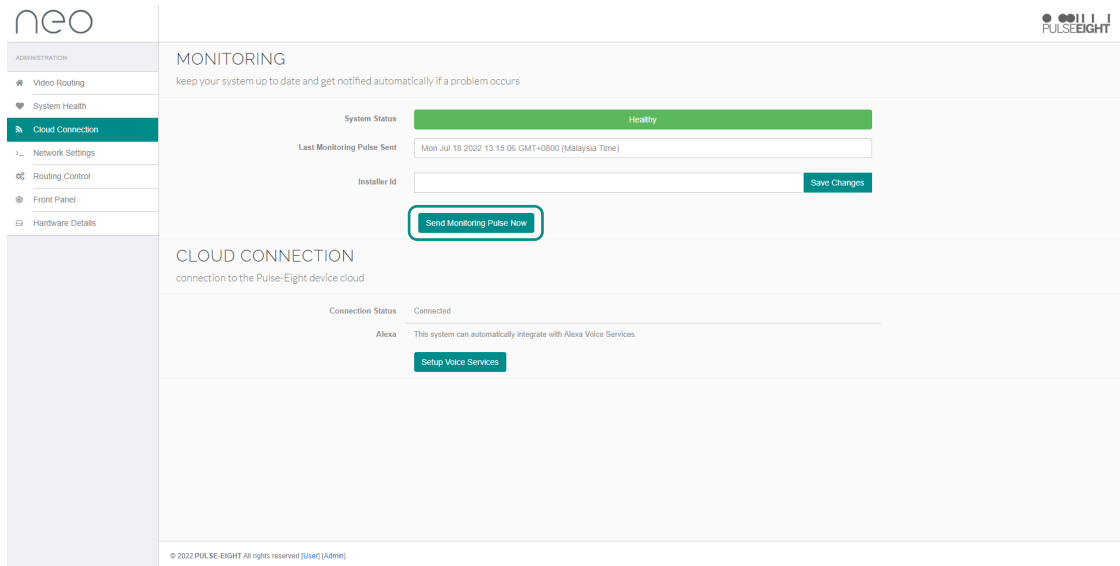 neo
PULSEEIGHT
ADMINISTRATION
Video Routing
System Health
Cloud Connection
Network Settings
Routing Control
Front Panel
Hardware Details
MONITORING
keep your system up to date and get notified automatically if a problem occurs
System Status Healthy
Last Monitoring Pulse Sent Mon Jul 18 2022 13:15:06 GMT+0800 (Malaysia Time)
Installer Id Save Changes
Send Monitoring Pulse Now
CLOUD CONNECTION
connection to the Pulse-Eight device cloud
Connection Status Connected
Alexa This system can automatically integrate with Alexa Voice Services.
Setup Voice Services
© 2022 PULSE-EIGHT All rights reserved [User] [Admin]